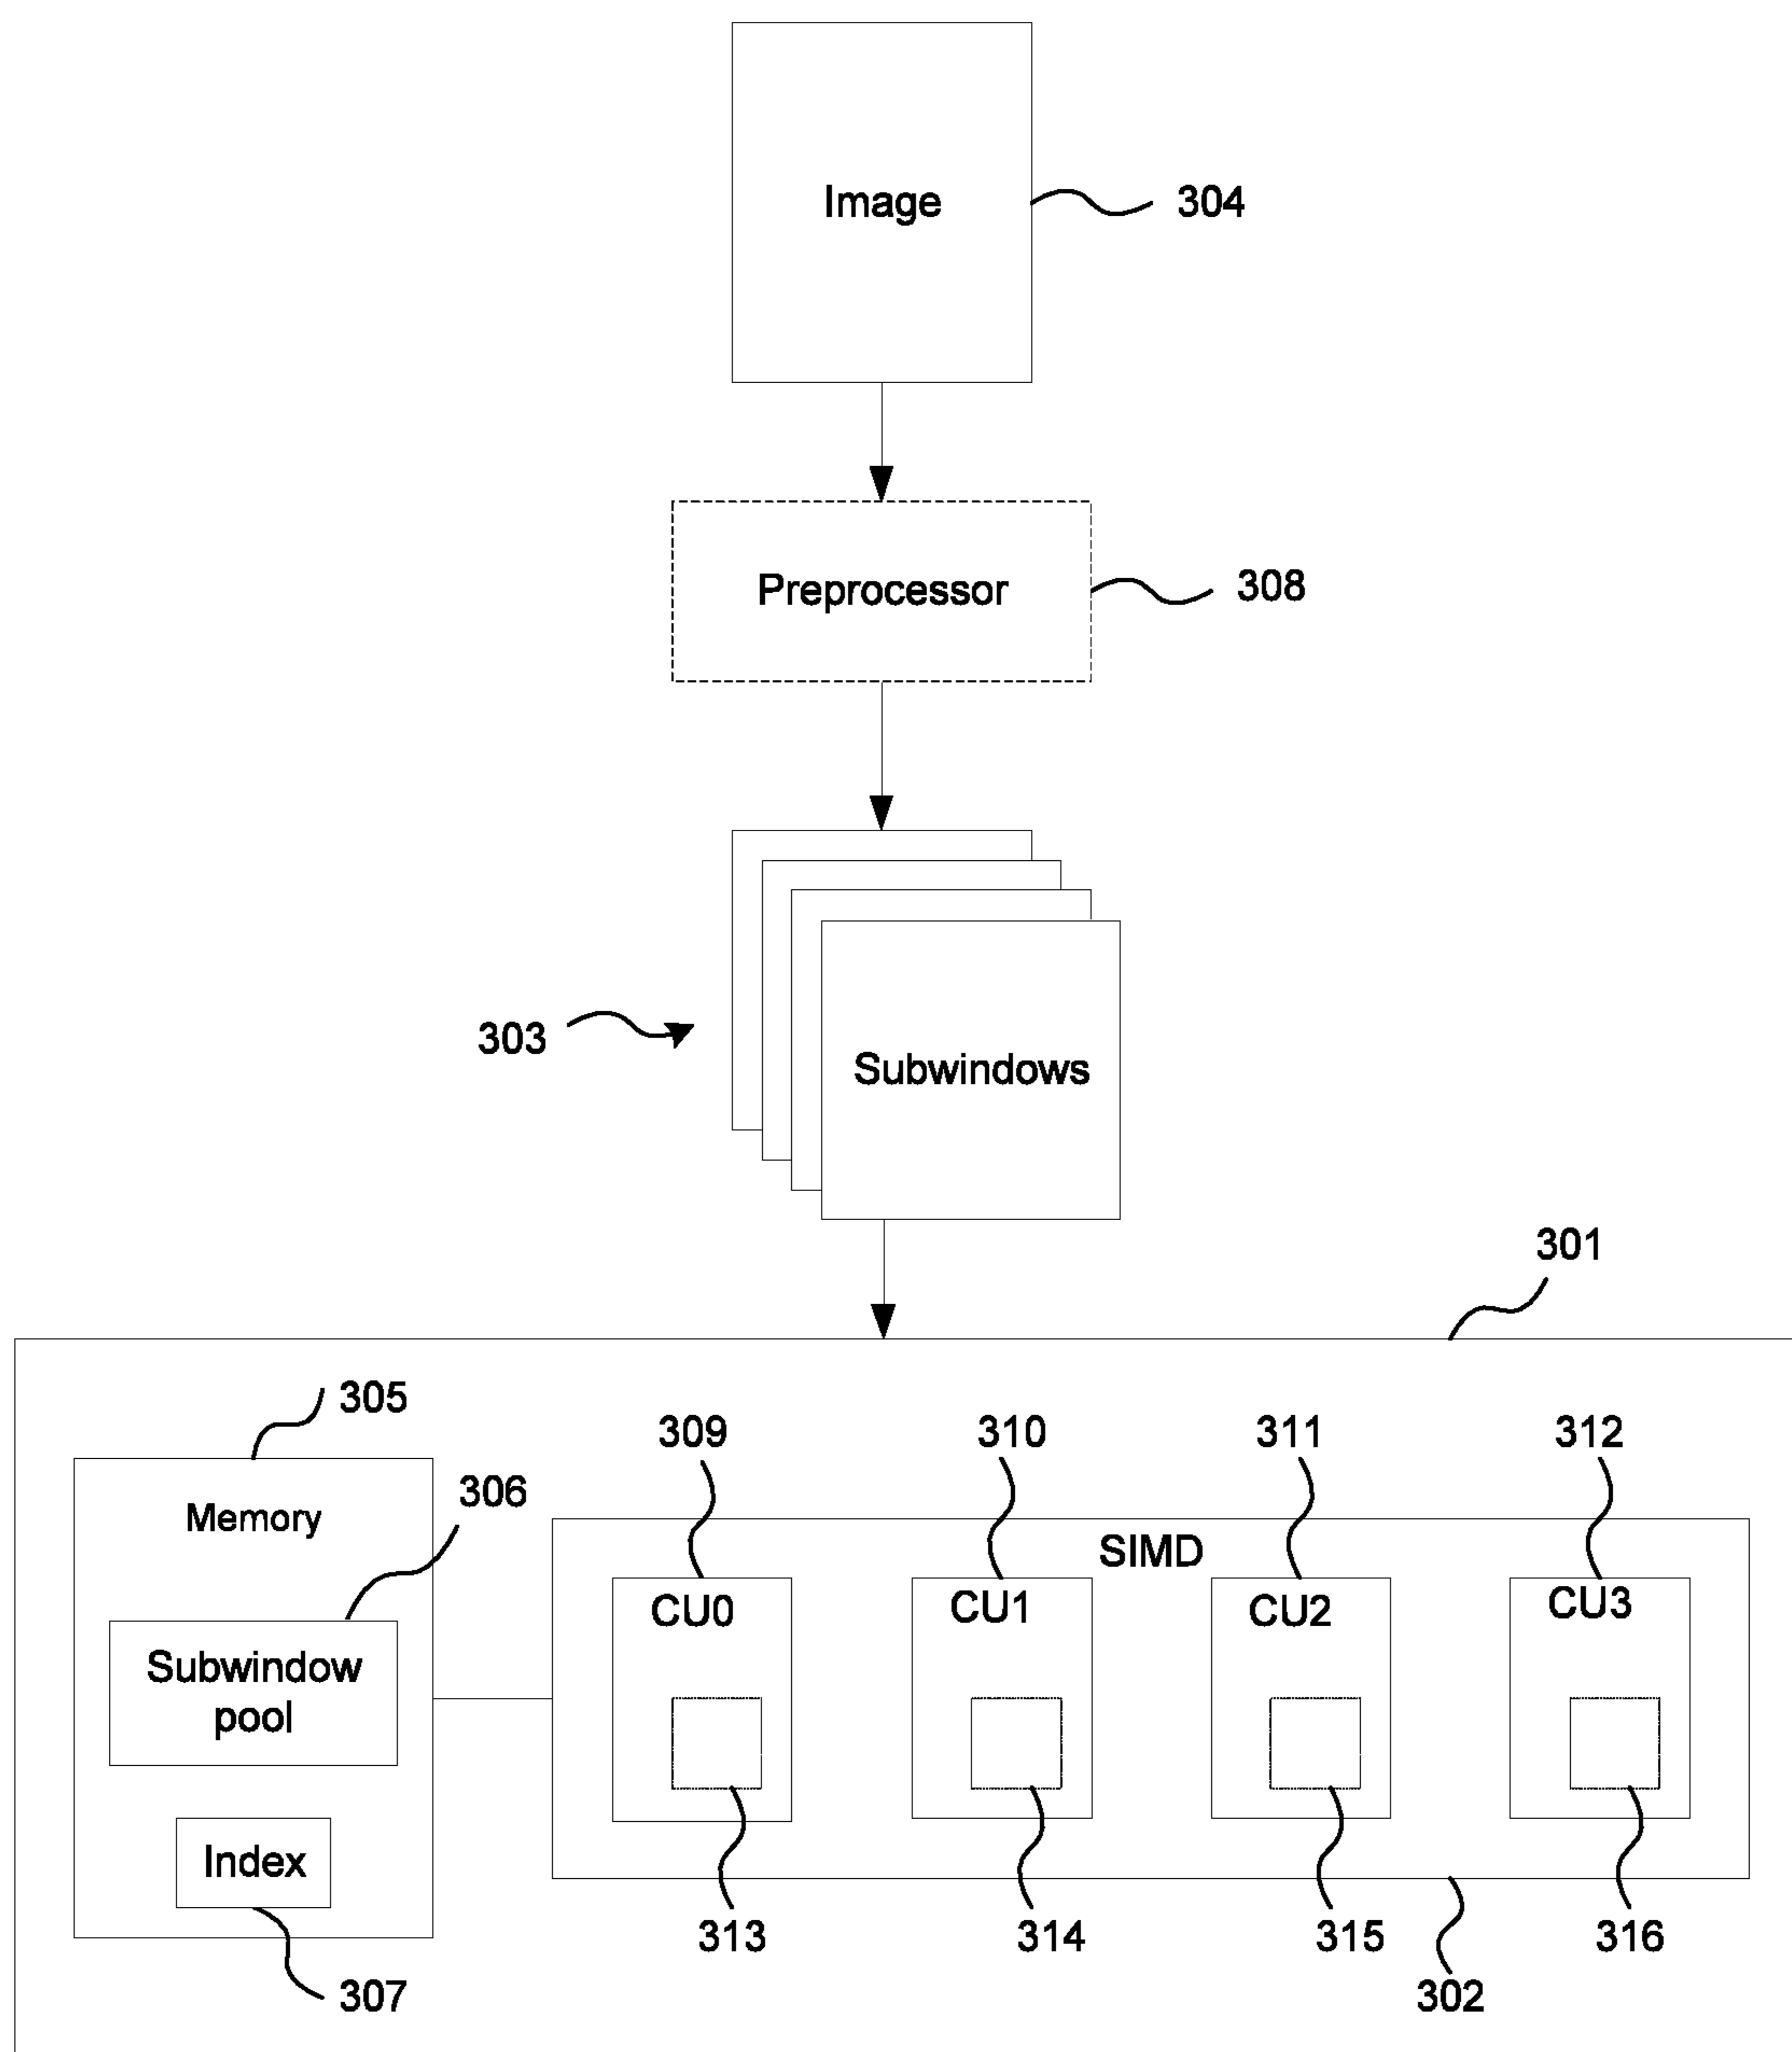 Image
304
Preprocessor
308
303
Subwindows
301
305
309
310
311
312
Memory
306
SIMD
CU0
CU1
CU2
CU3
Subwindow
pool
Index
313
314
315
316
307
302